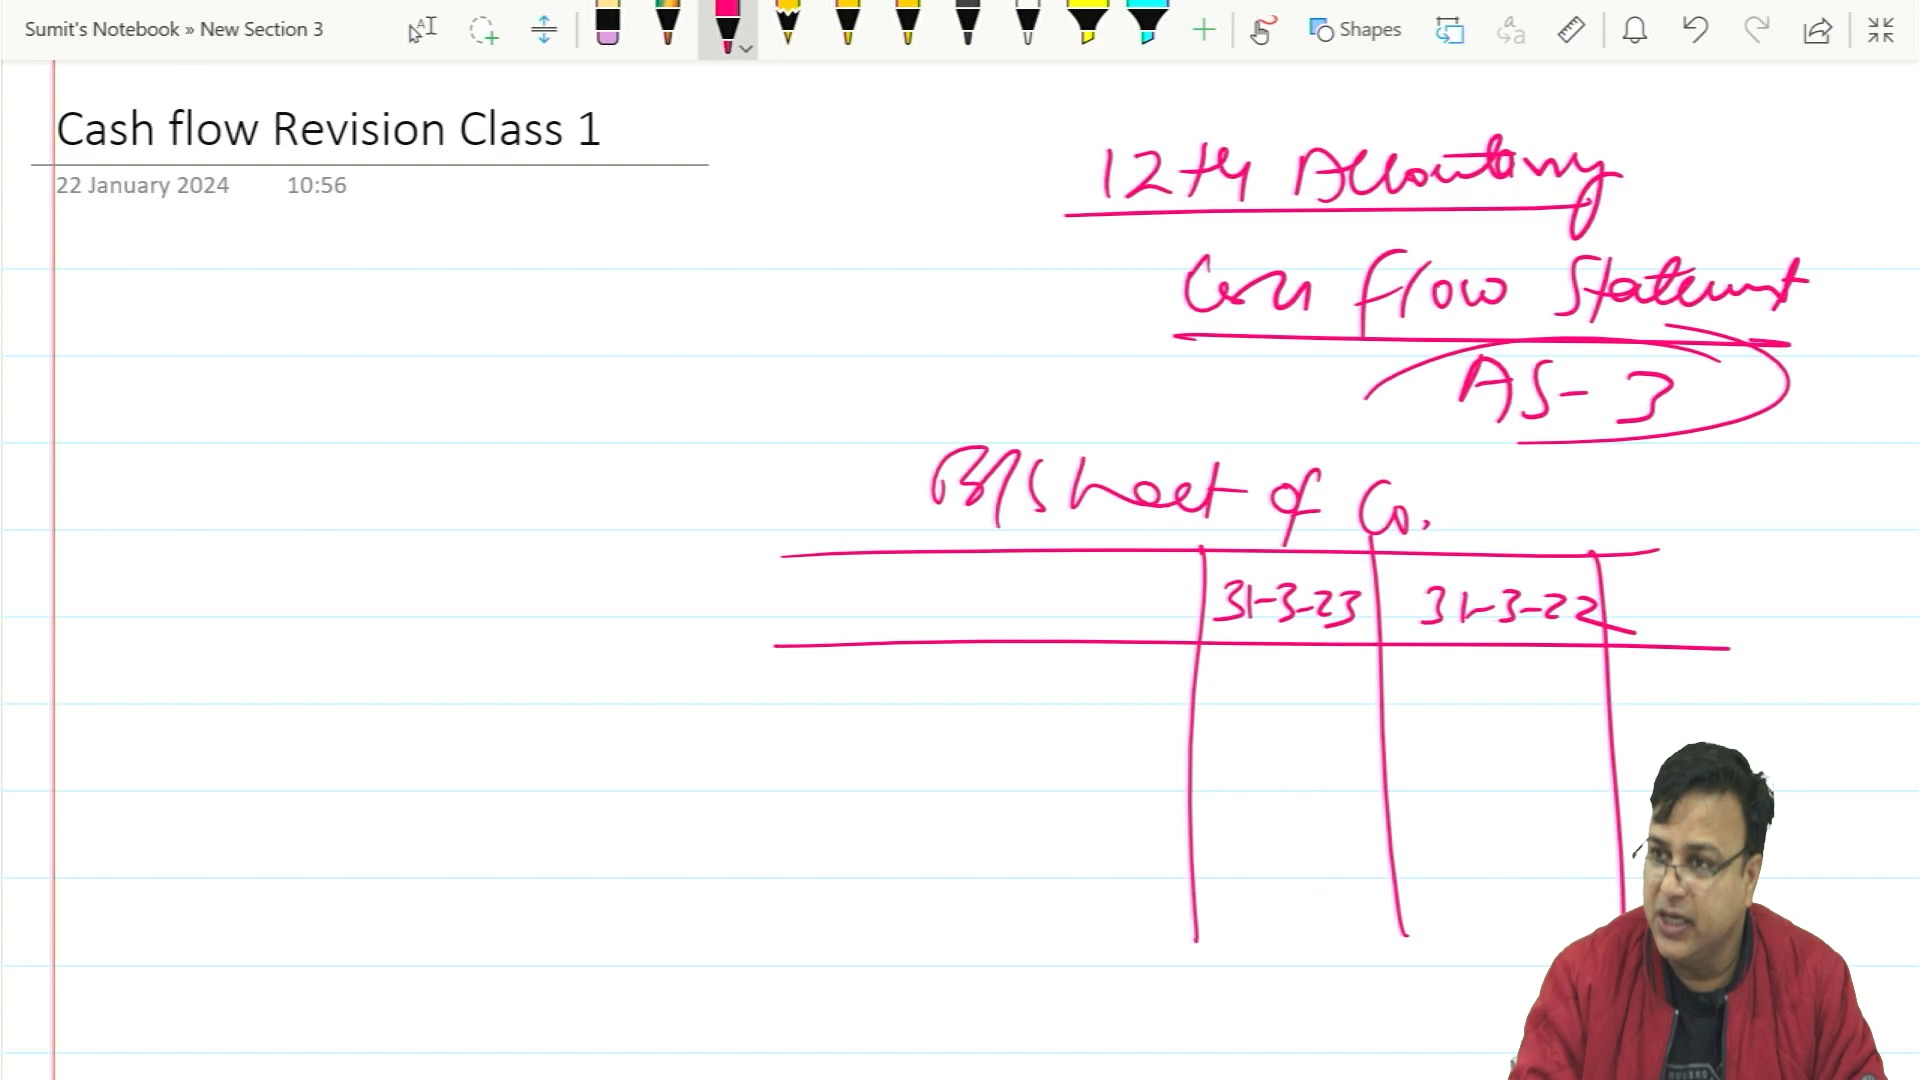 Sumit's Notebook » New Section 3
Shapes
Cash flow Revision Class 1
22 January 2024 10:56
12th Accountancy
Cash flow Statement
AS-3
B/Sheet of Co.
31-3-23 31-3-22